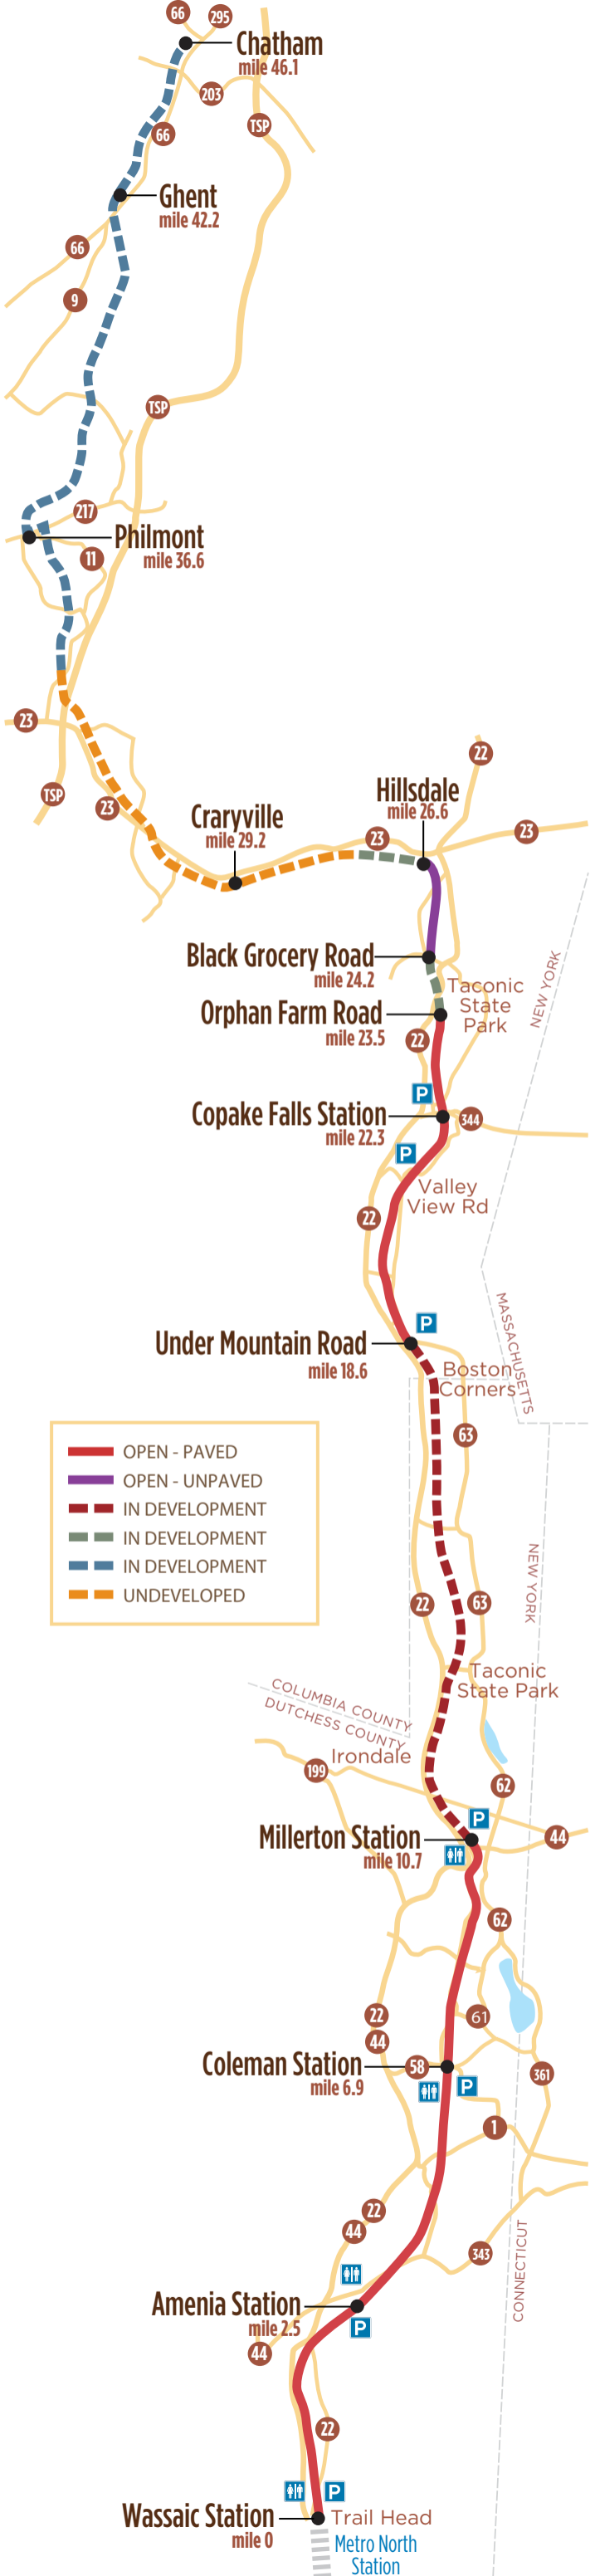 66
295
Chatham
mile 46.1
203
TSP
66
Ghent
mile 42.2
66
9
TSP
217
Philmont
mile 36.6
11
23
22
TSP
23
Hillsdale
mile 26.6
Craryville
mile 29.2
23
23
Black Grocery Road
mile 24.2
NEW YORK
Taconic
State
Park
Orphan Farm Road
mile 23.5
22
P
Copake Falls Station
mile 22.3
344
P
Valley
View Rd
22
MASSACHUSETTS
P
Under Mountain Road
mile 18.6
Boston
Corners
63
OPEN - PAVED
OPEN - UNPAVED
IN DEVELOPMENT
IN DEVELOPMENT
IN DEVELOPMENT
UNDEVELOPED
NEW YORK
22
63
Taconic
State Park
COLUMBIA COUNTY
DUTCHESS COUNTY
Irondale
199
62
P
Millerton Station
mile 10.7
44
62
22
61
44
Coleman Station
mile 6.9
58
361
P
1
22
44
343
CONNECTICUT
Amenia Station
mile 2.5
P
44
22
P
Wassaic Station
mile 0
Trail Head
Metro North
Station